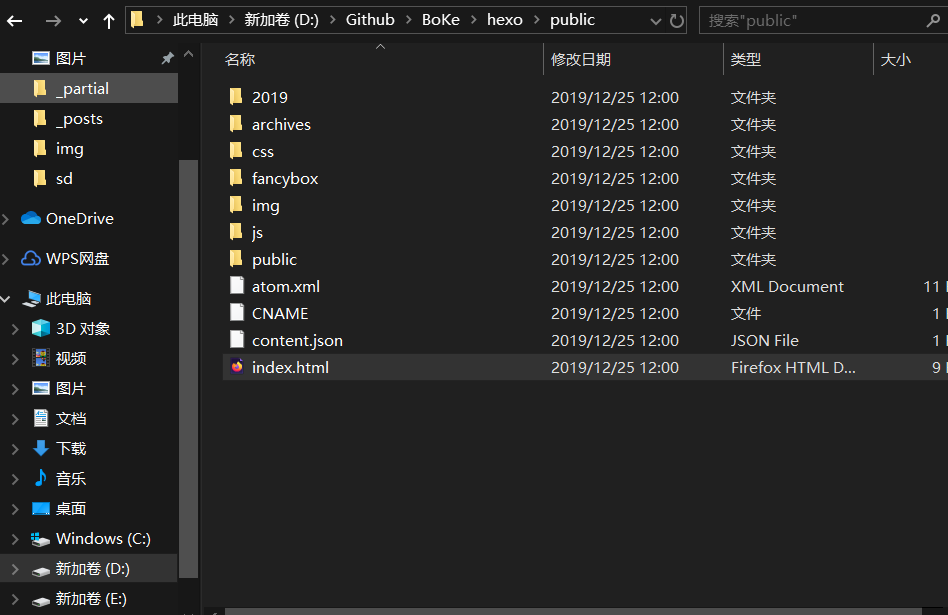 此电脑 > 新加卷 (D:) > Github > BoKe > hexo > public
搜索"public"
图片
_partial
_posts
img
sd
OneDrive
WPS网盘
此电脑
3D 对象
视频
图片
文档
下载
音乐
桌面
Windows (C:)
新加卷 (D:)
新加卷 (E:)
名称 修改日期 类型 大小
2019 2019/12/25 12:00 文件夹
archives 2019/12/25 12:00 文件夹
css 2019/12/25 12:00 文件夹
fancybox 2019/12/25 12:00 文件夹
img 2019/12/25 12:00 文件夹
js 2019/12/25 12:00 文件夹
public 2019/12/25 12:00 文件夹
atom.xml 2019/12/25 12:00 XML Document 11
CNAME 2019/12/25 12:00 文件 1
content.json 2019/12/25 12:00 JSON File 1
index.html 2019/12/25 12:00 Firefox HTML D... 9